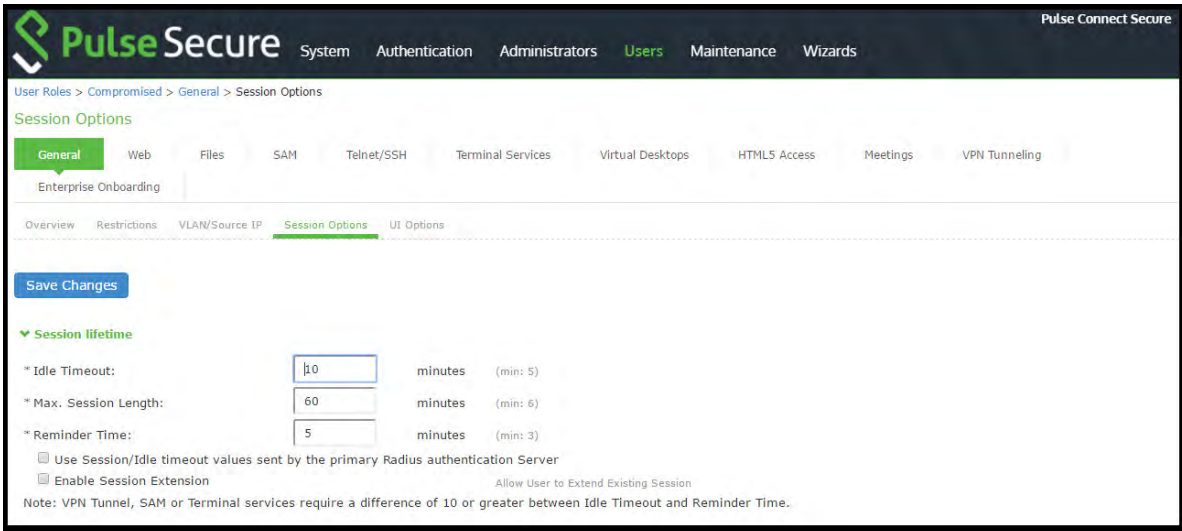 Pulse Connect Secure
Pulse Secure System Authentication Administrators Users Maintenance Wizards
User Roles > Compromised > General > Session Options
Session Options
General Web Files SAM Telnet/SSH Terminal Services Virtual Desktops HTML5 Access Meetings VPN Tunneling
Enterprise Onboarding
Overview Restrictions VLAN/Source IP Session Options UI Options
Save Changes
Session lifetime
* Idle Timeout: 10 minutes (min: 5)
* Max. Session Length: 60 minutes (min: 6)
* Reminder Time: 5 minutes (min: 3)
Use Session/Idle timeout values sent by the primary Radius authentication Server
Enable Session Extension Allow User to Extend Existing Session
Note: VPN Tunnel, SAM or Terminal services require a difference of 10 or greater between Idle Timeout and Reminder Time.